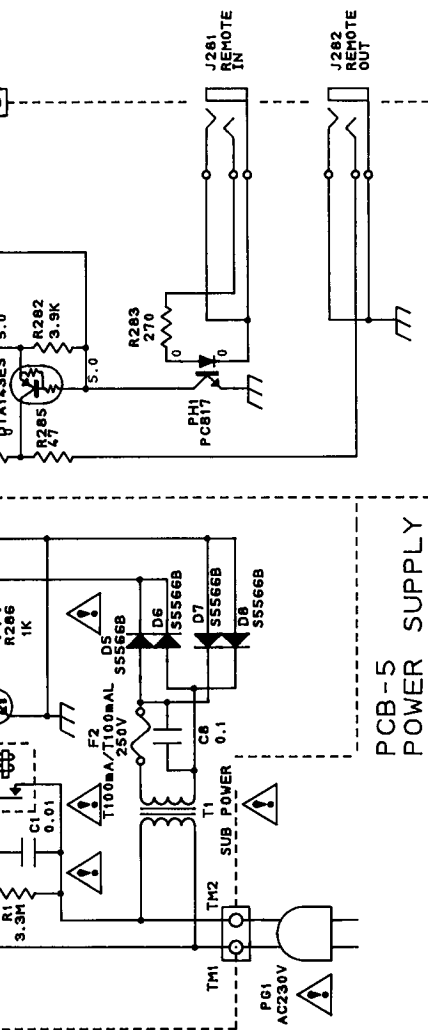 J281
REMOTE
IN
J282
REMOTE
OUT
5.0
R282
3.9K
R283
270
DTA143ES
0
5.0
0
0
R285
47
PH1
PC817
R286
1K
D5
S5566B
D6
S5566B
D7
S5566B
D8
S5566B
F2
T100mA/T100mAL
250V
C8
0.1
C1
0.01
T1
SUB POWER
R1
3.3M
TM2
TM1
PG1
AC230V
PCB-5
POWER SUPPLY